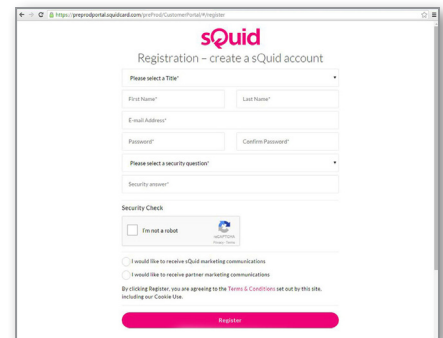 https://preprodportal.squidcard.com/preProd/CustomerPortal/#/register
sQuid
Registration – create a sQuid account
Please select a Title*
First Name*
Last Name*
E-mail Address*
Password*
Confirm Password*
Please select a security question*
Security answer*
Security Check
I'm not a robot
reCAPTCHA
Privacy - Terms
I would like to receive sQuid marketing communications
I would like to receive partner marketing communications
By clicking Register, you are agreeing to the Terms & Conditions set out by this site,
including our Cookie Use.
Register